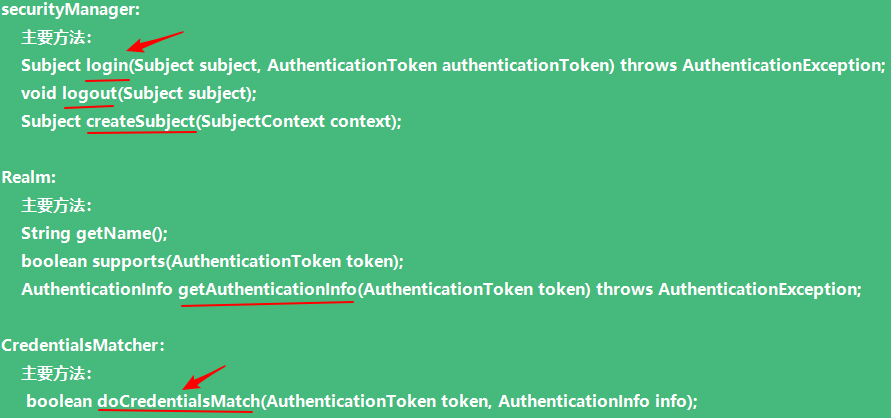 securityManager:
主要方法：
Subject login(Subject subject, AuthenticationToken authenticationToken) throws AuthenticationException;
void logout(Subject subject);
Subject createSubject(SubjectContext context);
Realm:
主要方法：
String getName();
boolean supports(AuthenticationToken token);
AuthenticationInfo getAuthenticationInfo(AuthenticationToken token) throws AuthenticationException;
CredentialsMatcher:
主要方法：
boolean doCredentialsMatch(AuthenticationToken token, AuthenticationInfo info);